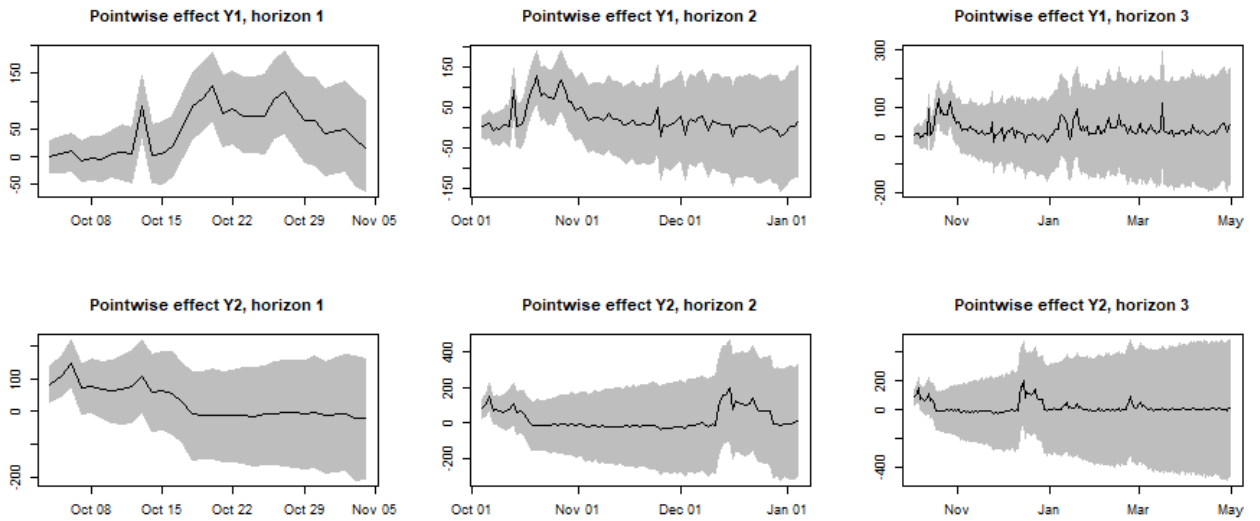 Pointwise effect Y1, horizon 1
150
50
0
-50
Oct 08 Oct 15 Oct 22 Oct 29 Nov 05
Pointwise effect Y1, horizon 2
150
50
-50
-150
Oct 01 Nov 01 Dec 01 Jan 01
Pointwise effect Y1, horizon 3
300
100
0
-200
Nov Jan Mar May
Pointwise effect Y2, horizon 1
100
0
-200
Oct 08 Oct 15 Oct 22 Oct 29 Nov 05
Pointwise effect Y2, horizon 2
400
200
0
-200
Oct 01 Nov 01 Dec 01 Jan 01
Pointwise effect Y2, horizon 3
200
0
-400
Nov Jan Mar May